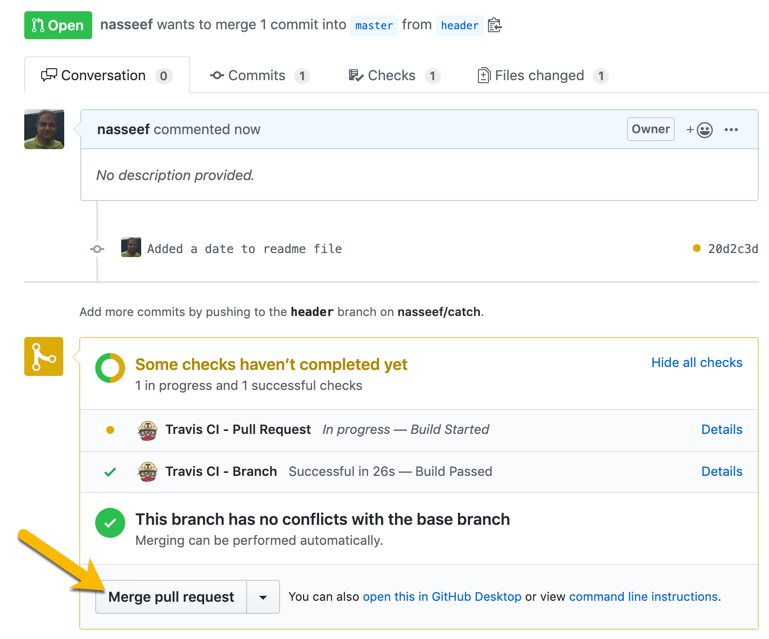 Open nasseef wants to merge 1 commit into master from header
Conversation 0 Commits 1 Checks 1 Files changed 1
nasseef commented now Owner
No description provided.
Added a date to readme file 20d2c3d
Add more commits by pushing to the header branch on nasseef/catch.
Some checks haven’t completed yet Hide all checks
1 in progress and 1 successful checks
Travis CI - Pull Request In progress — Build Started Details
Travis CI - Branch Successful in 26s — Build Passed Details
This branch has no conflicts with the base branch
Merging can be performed automatically.
Merge pull request You can also open this in GitHub Desktop or view command line instructions.